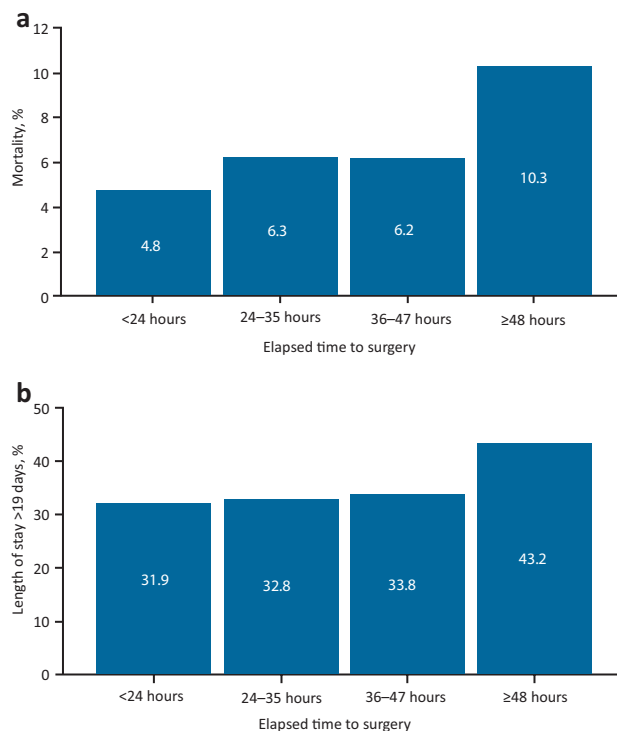 a
Mortality, %
12
10
8
6
4
2
0
4.8
6.3
6.2
10.3
<24 hours
24–35 hours
36–47 hours
≥48 hours
Elapsed time to surgery
b
Length of stay >19 days, %
50
40
30
20
10
0
31.9
32.8
33.8
43.2
<24 hours
24–35 hours
36–47 hours
≥48 hours
Elapsed time to surgery